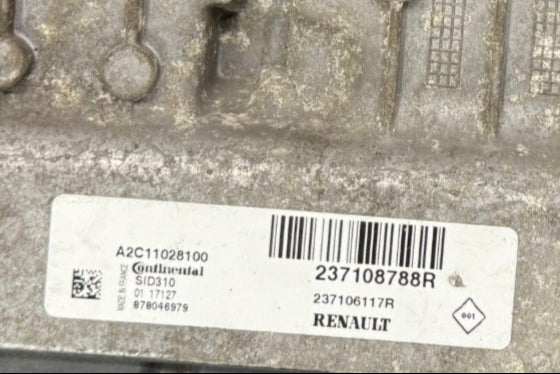 A2C11028100
Continental
SID310
01 17127
878046979
MADE IN FRANCE
237108788R
237106117R
RENAULT
001